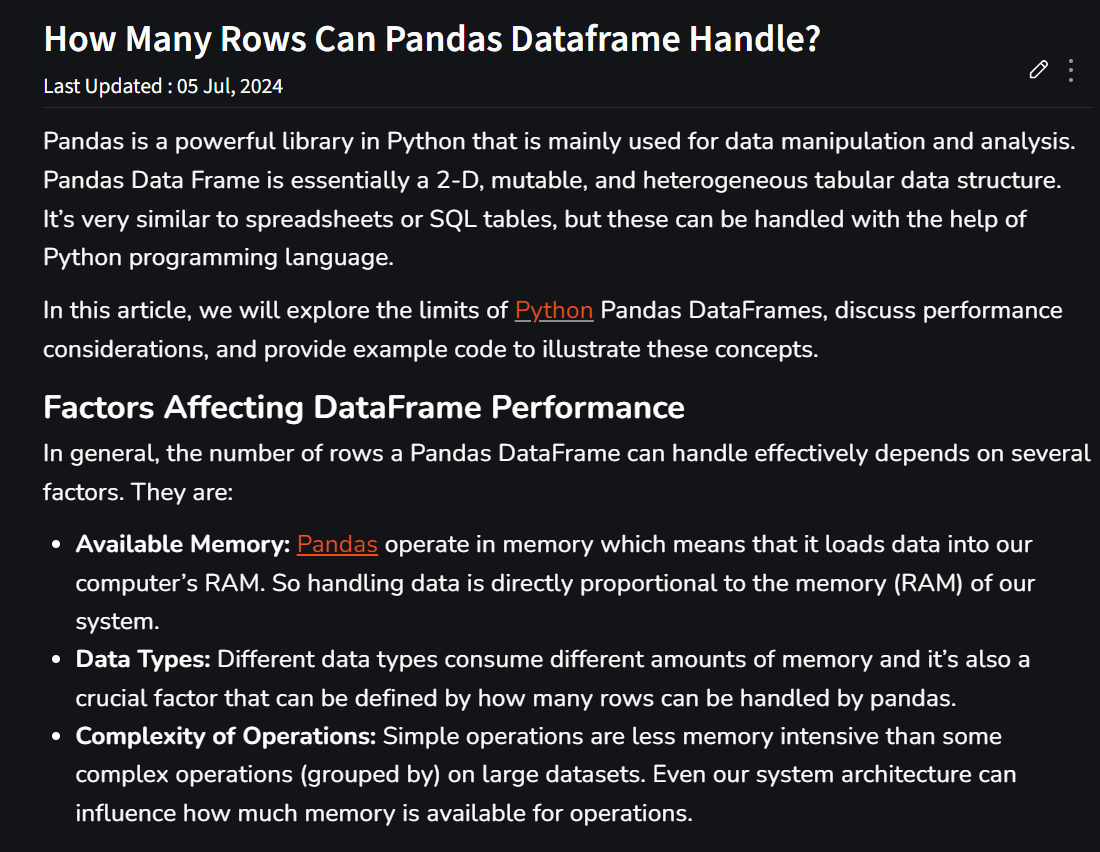 How Many Rows Can Pandas Dataframe Handle?
Last Updated : 05 Jul, 2024
Pandas is a powerful library in Python that is mainly used for data manipulation and analysis.
Pandas Data Frame is essentially a 2-D, mutable, and heterogeneous tabular data structure.
It’s very similar to spreadsheets or SQL tables, but these can be handled with the help of
Python programming language.
In this article, we will explore the limits of Python Pandas DataFrames, discuss performance
considerations, and provide example code to illustrate these concepts.
Factors Affecting DataFrame Performance
In general, the number of rows a Pandas DataFrame can handle effectively depends on several
factors. They are:
• Available Memory: Pandas operate in memory which means that it loads data into our
computer’s RAM. So handling data is directly proportional to the memory (RAM) of our
system.
• Data Types: Different data types consume different amounts of memory and it’s also a
crucial factor that can be defined by how many rows can be handled by pandas.
• Complexity of Operations: Simple operations are less memory intensive than some
complex operations (grouped by) on large datasets. Even our system architecture can
influence how much memory is available for operations.